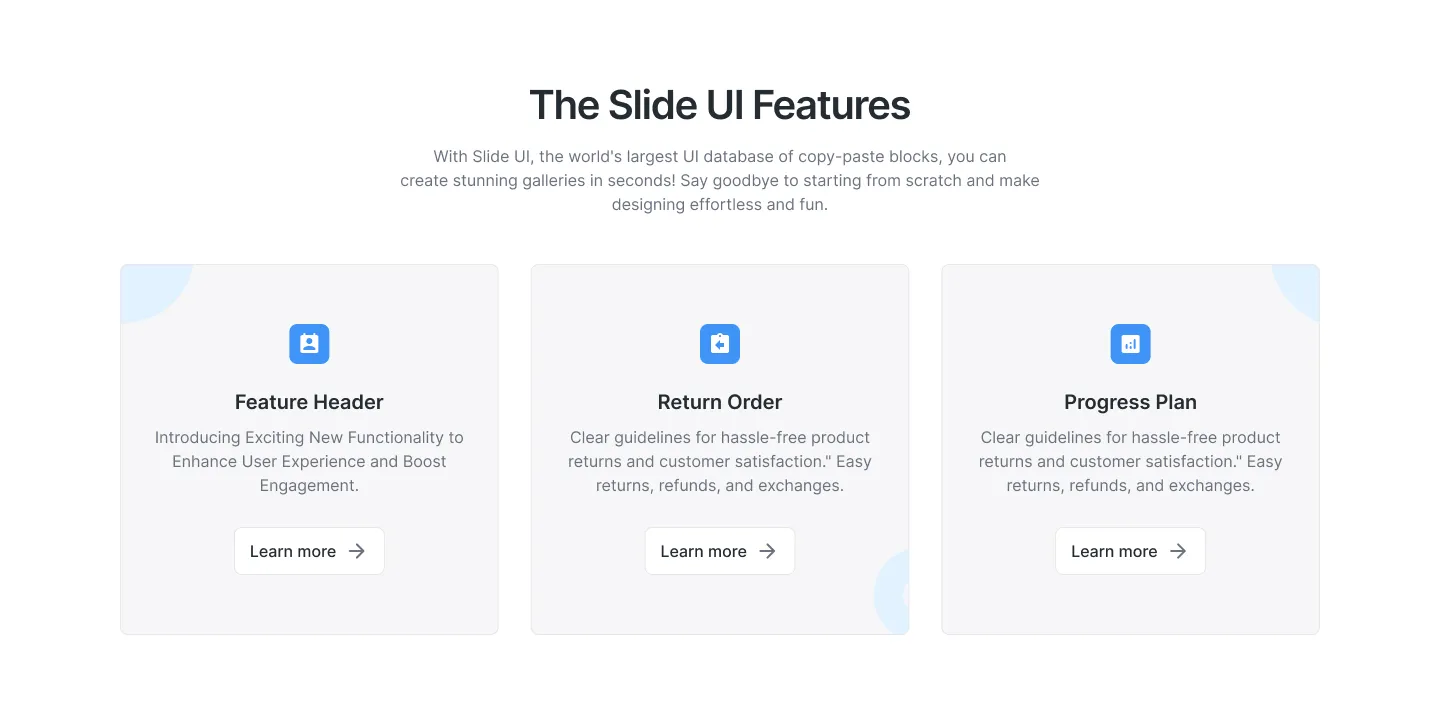 The Slide UI Features
With Slide UI, the world's largest UI database of copy-paste blocks, you can
create stunning galleries in seconds! Say goodbye to starting from scratch and make
designing effortless and fun.
Feature Header
Introducing Exciting New Functionality to
Enhance User Experience and Boost
Engagement.
Learn more
Return Order
Clear guidelines for hassle-free product
returns and customer satisfaction." Easy
returns, refunds, and exchanges.
Learn more
Progress Plan
Clear guidelines for hassle-free product
returns and customer satisfaction." Easy
returns, refunds, and exchanges.
Learn more